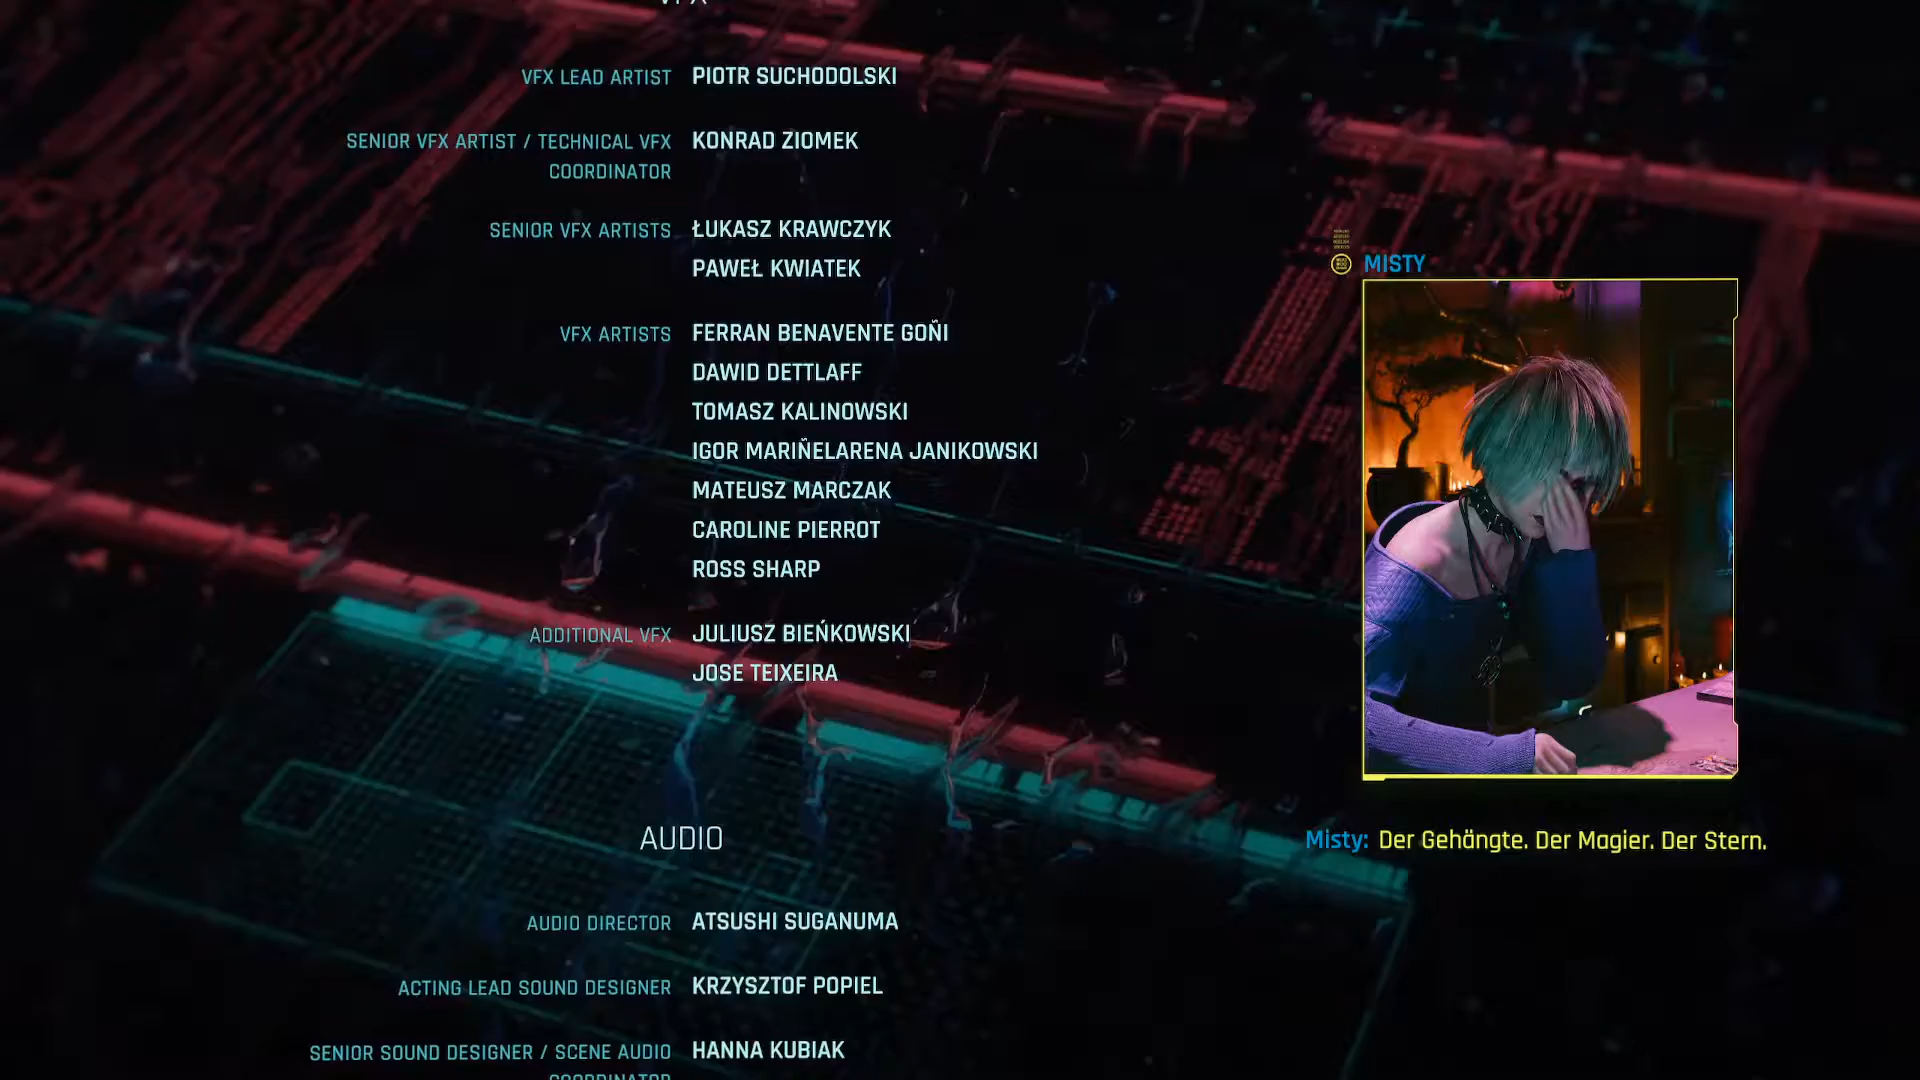 VFX
VFX LEAD ARTIST PIOTR SUCHODOLSKI
SENIOR VFX ARTIST / TECHNICAL VFX KONRAD ZIOMEK
COORDINATOR
SENIOR VFX ARTISTS ŁUKASZ KRAWCZYK
PAWEŁ KWIATEK
VFX ARTISTS FERRAN BENAVENTE GOÑI
DAWID DETTLAFF
TOMASZ KALINOWSKI
IGOR MARIÑELARENA JANIKOWSKI
MATEUSZ MARCZAK
CAROLINE PIERROT
ROSS SHARP
ADDITIONAL VFX JULIUSZ BIEŃKOWSKI
JOSE TEIXEIRA
AUDIO
AUDIO DIRECTOR ATSUSHI SUGANUMA
ACTING LEAD SOUND DESIGNER KRZYSZTOF POPIEL
SENIOR SOUND DESIGNER / SCENE AUDIO HANNA KUBIAK
COORDINATOR
MISTY
Misty: Der Gehängte. Der Magier. Der Stern.